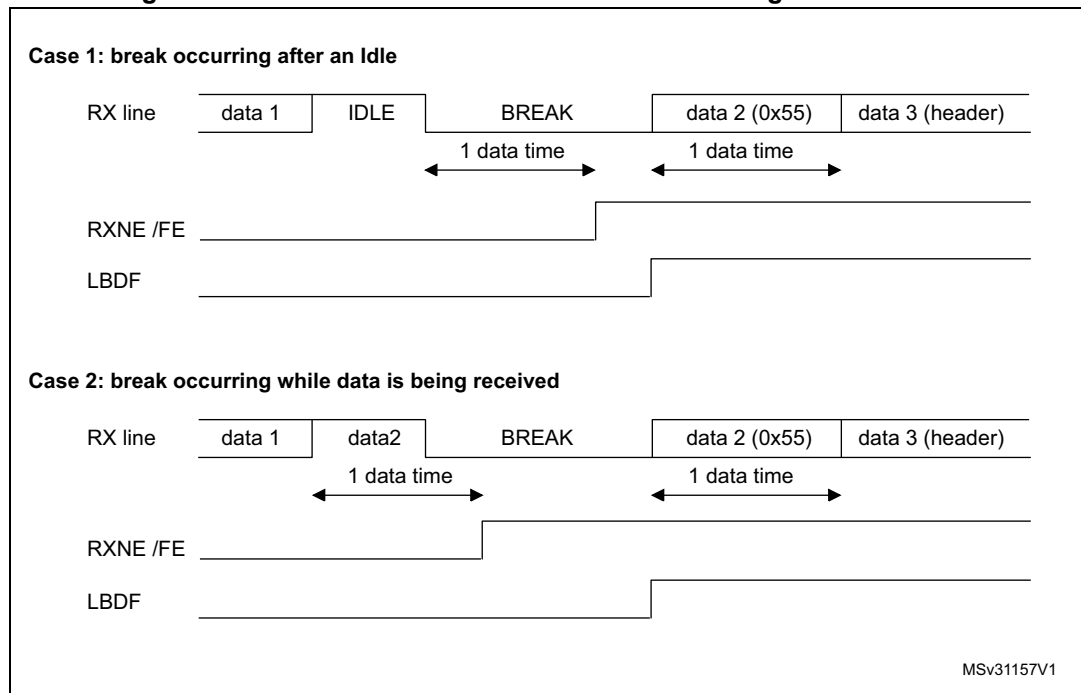 Case 1: break occurring after an Idle
RX line data 1 IDLE BREAK data 2 (0x55) data 3 (header)
1 data time 1 data time
RXNE /FE
LBDF
Case 2: break occurring while data is being received
RX line data 1 data2 BREAK data 2 (0x55) data 3 (header)
1 data time 1 data time
RXNE /FE
LBDF
MSv31157V1